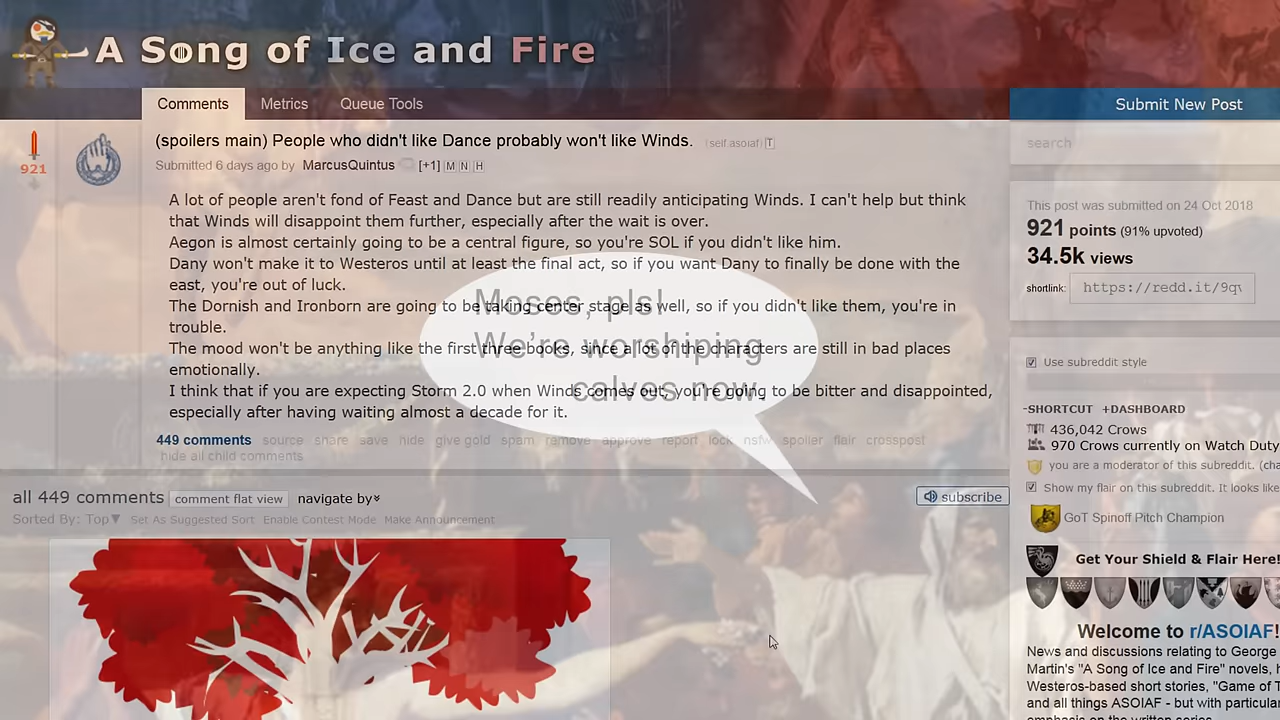 A Song of Ice and Fire
Comments Metrics Queue Tools
Submit New Post
921
(spoilers main) People who didn't like Dance probably won't like Winds. (self.asoiaf) T
Submitted 6 days ago by MarcusQuintus [+1] M N H
A lot of people aren't fond of Feast and Dance but are still readily anticipating Winds. I can't help but think
that Winds will disappoint them further, especially after the wait is over.
Aegon is almost certainly going to be a central figure, so you're SOL if you didn't like him.
Dany won't make it to Westeros until at least the final act, so if you want Dany to finally be done with the
east, you're out of luck.
The Dornish and Ironborn are going to be taking center stage as well, so if you didn't like them, you're in
trouble.
The mood won't be anything like the first three books, since a lot of the characters are still in bad places
emotionally.
I think that if you are expecting Storm 2.0 when Winds comes out, you're going to be bitter and disappointed,
especially after having waiting almost a decade for it.
Moses, pls!
We're worshiping
calves now.
449 comments source share save hide give gold spam remove approve report lock nsfw spoiler flair crosspost
hide all child comments
all 449 comments comment flat view navigate by
subscribe
Sorted By: Top▼ Set As Suggested Sort Enable Contest Mode Make Announcement
search
This post was submitted on 24 Oct 2018
921 points (91% upvoted)
34.5k views
shortlink: https://redd.it/9qv
Use subreddit style
-SHORTCUT +DASHBOARD
436,042 Crows
970 Crows currently on Watch Duty
you are a moderator of this subreddit. (cha
Show my flair on this subreddit. It looks like
GoT Spinoff Pitch Champion
Get Your Shield & Flair Here!
Welcome to r/ASOIAF!
News and discussions relating to George
Martin's "A Song of Ice and Fire" novels, h
Westeros-based short stories, "Game of T
and all things ASOIAF - but with particula
emphasis on the written series.